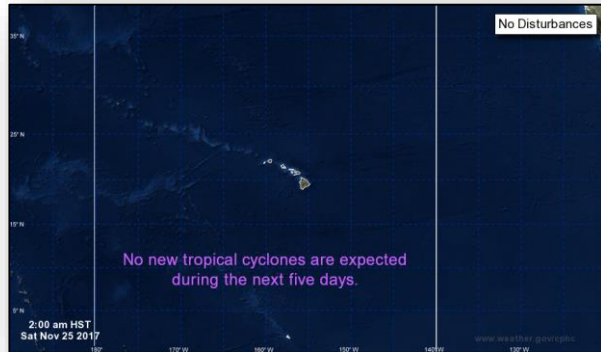 No Disturbances
35° N
25° N
15° N
No new tropical cyclones are expected
during the next five days.
5° N
2:00 am HST
Sat Nov 25 2017
180°
170° W
160° W
150° W
140° W
130° W
www.weather.gov/cphc